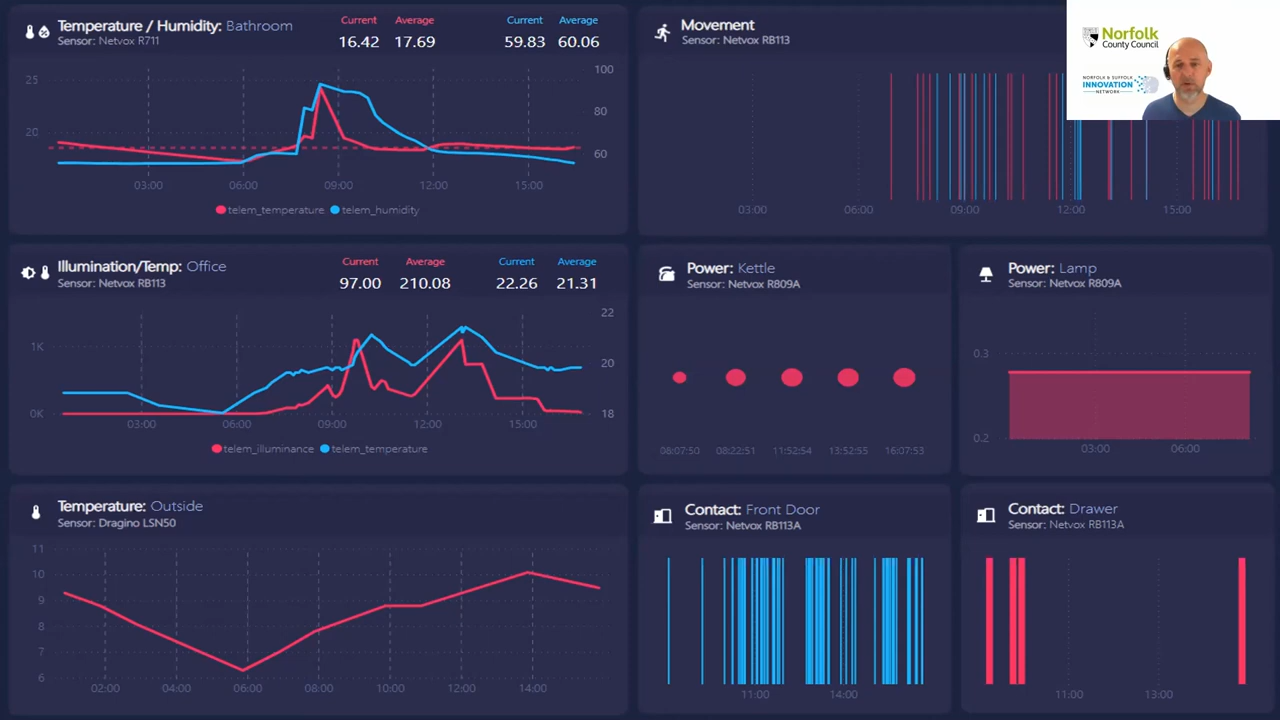 Temperature / Humidity: Bathroom
Sensor: Netvox R711
Current Average Current Average
16.42 17.69 59.83 60.06
25
20
100
80
60
03:00 06:00 09:00 12:00 15:00
telem_temperature telem_humidity
Movement
Sensor: Netvox RB113
03:00 06:00 09:00 12:00 15:00
Norfolk
County Council
NORFOLK & SUFFOLK
INNOVATION
NETWORK
Illumination/Temp: Office
Sensor: Netvox RB113
Current Average Current Average
97.00 210.08 22.26 21.31
1K
0K
22
20
18
03:00 06:00 09:00 12:00 15:00
telem_illuminance telem_temperature
Power: Kettle
Sensor: Netvox R809A
08:07:50 08:22:51 11:52:54 13:52:55 16:07:53
Power: Lamp
Sensor: Netvox R809A
0.3
0.2
03:00 06:00
Temperature: Outside
Sensor: Dragino LSN50
11
10
9
8
7
6
02:00 04:00 06:00 08:00 10:00 12:00 14:00
Contact: Front Door
Sensor: Netvox RB113A
11:00 14:00
Contact: Drawer
Sensor: Netvox RB113A
11:00 13:00